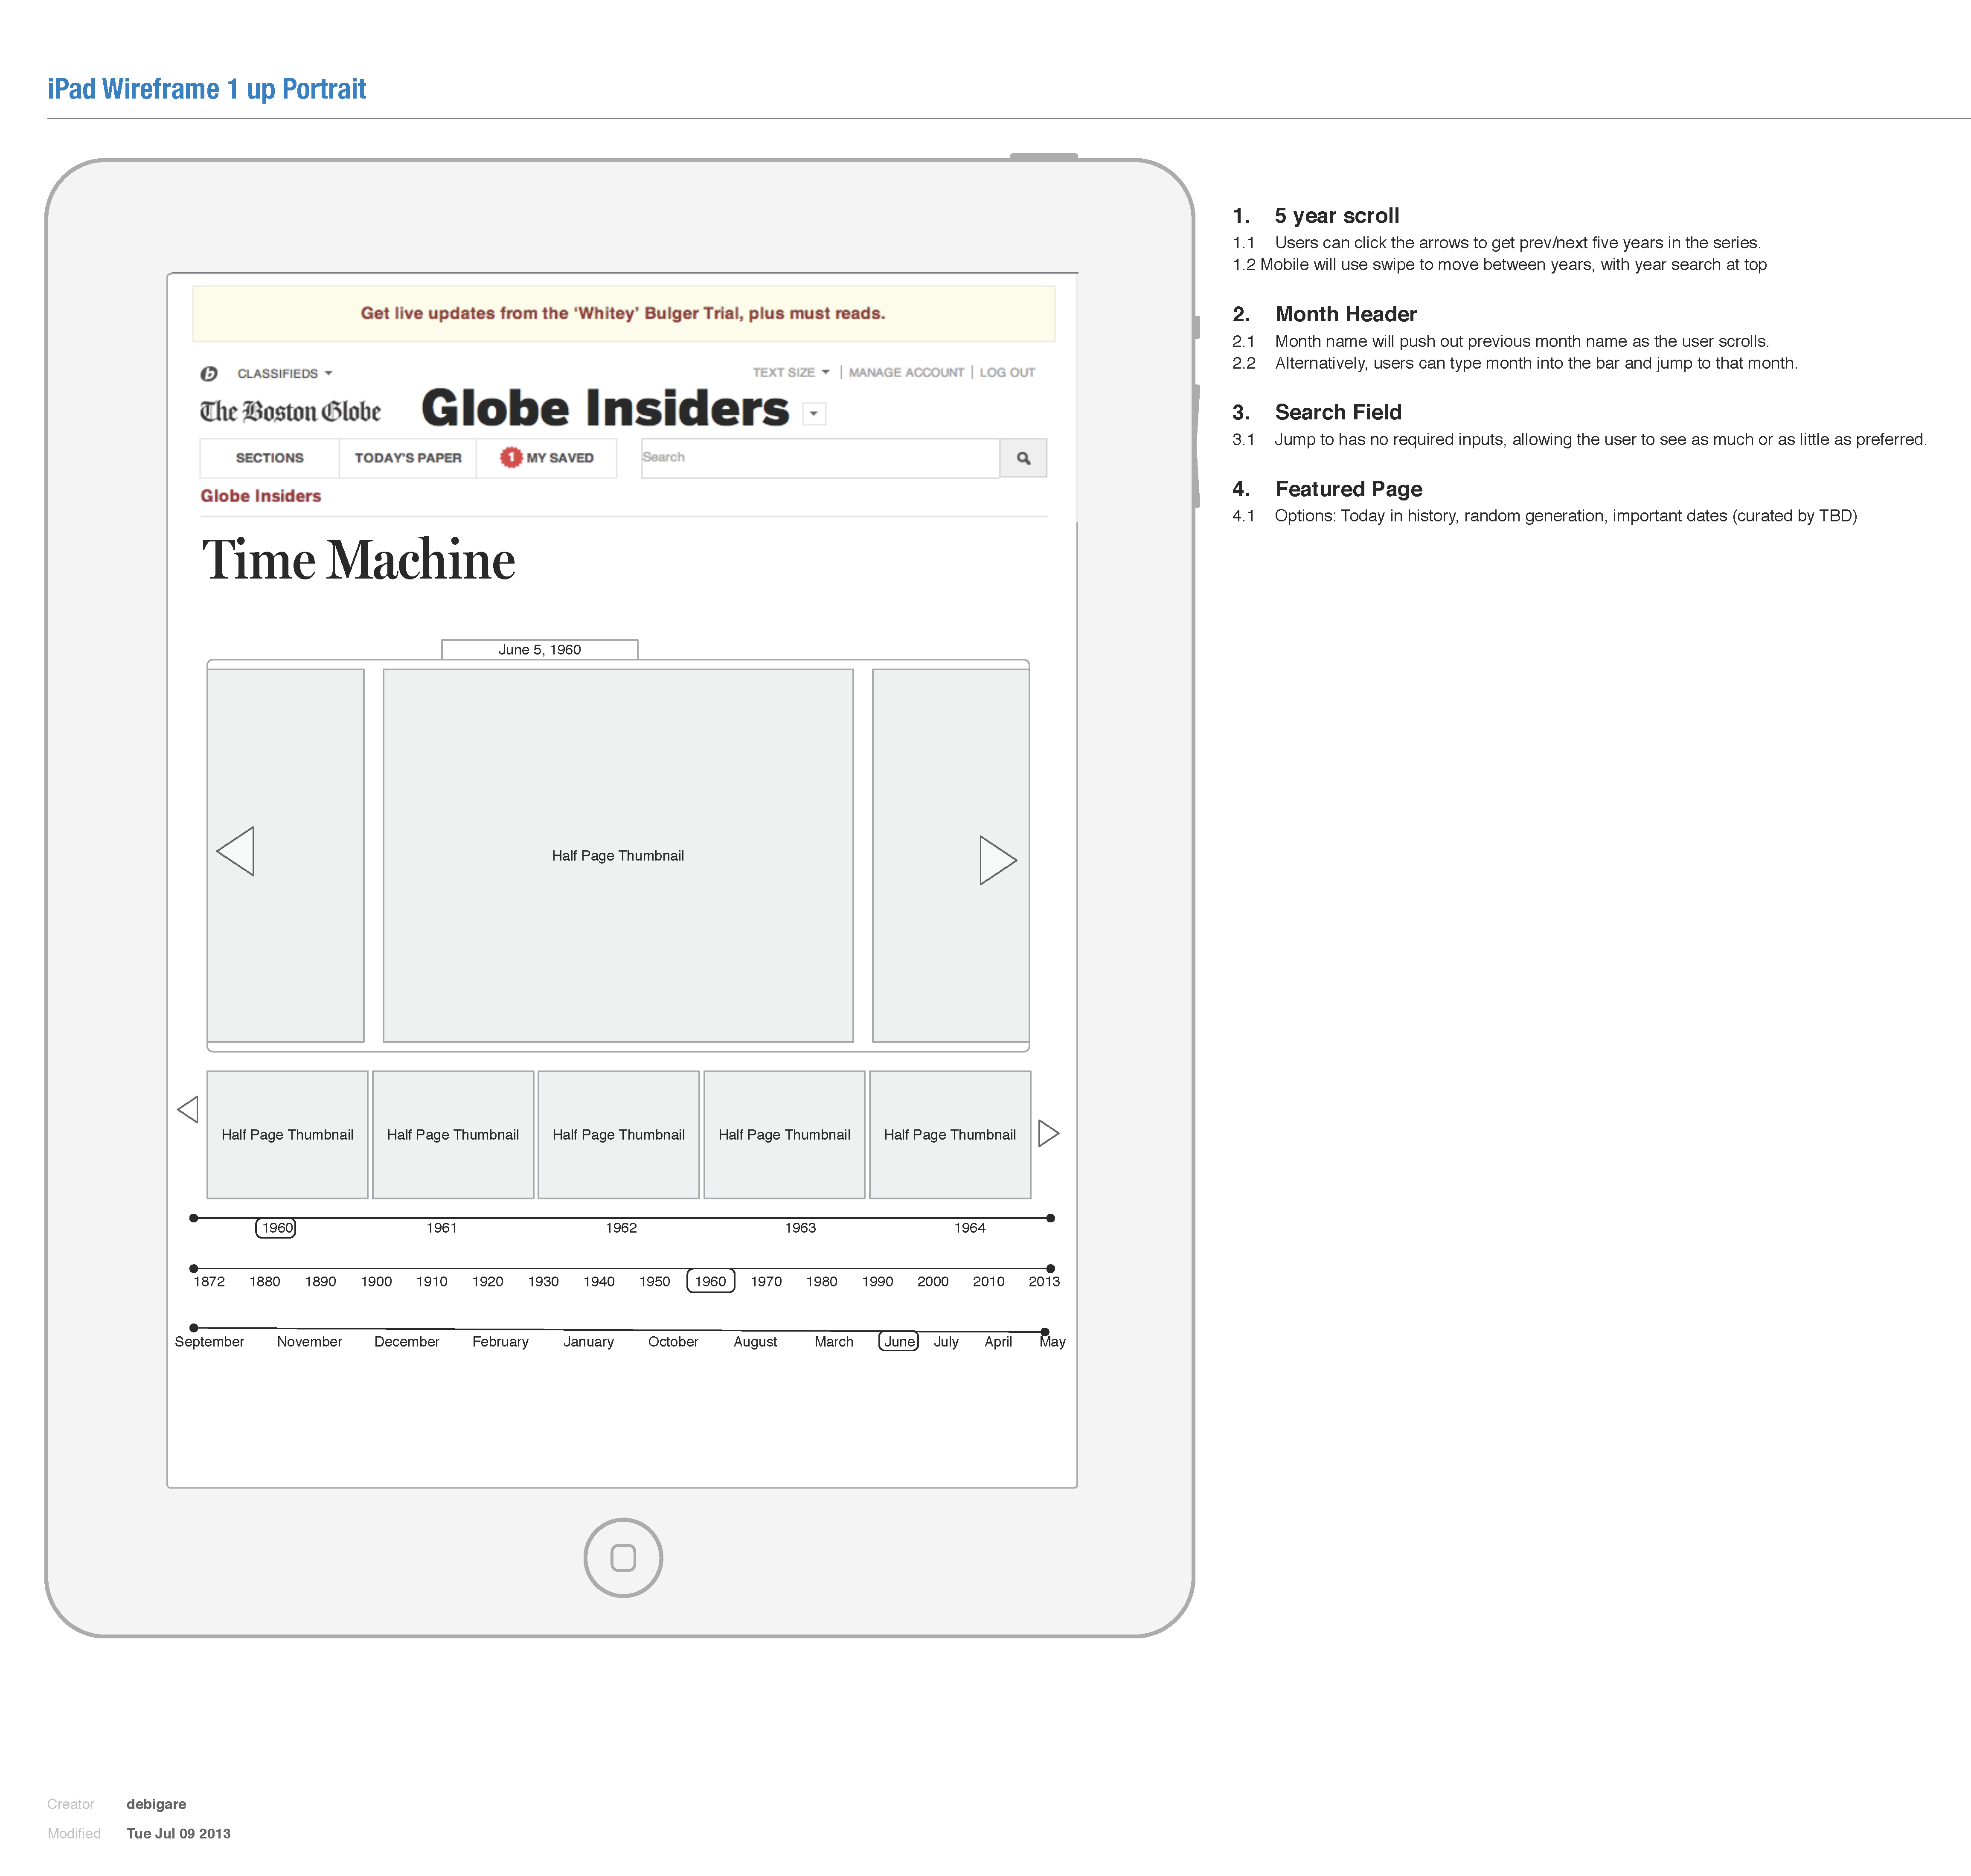 iPad Wireframe 1 up Portrait
Get live updates from the ‘Whitey’ Bulger Trial, plus must reads.
b CLASSIFIEDS TEXT SIZE | MANAGE ACCOUNT | LOG OUT
The Boston Globe Globe Insiders
SECTIONS TODAY'S PAPER 1 MY SAVED Search
Globe Insiders
Time Machine
June 5, 1960
Half Page Thumbnail
Half Page Thumbnail Half Page Thumbnail Half Page Thumbnail Half Page Thumbnail Half Page Thumbnail
1960 1961 1962 1963 1964
1872 1880 1890 1900 1910 1920 1930 1940 1950 1960 1970 1980 1990 2000 2010 2013
September November December February January October August March June July April May
1. 5 year scroll
1.1 Users can click the arrows to get prev/next five years in the series.
1.2 Mobile will use swipe to move between years, with year search at top
2. Month Header
2.1 Month name will push out previous month name as the user scrolls.
2.2 Alternatively, users can type month into the bar and jump to that month.
3. Search Field
3.1 Jump to has no required inputs, allowing the user to see as much or as little as preferred.
4. Featured Page
4.1 Options: Today in history, random generation, important dates (curated by TBD)
Creator debigare
Modified Tue Jul 09 2013